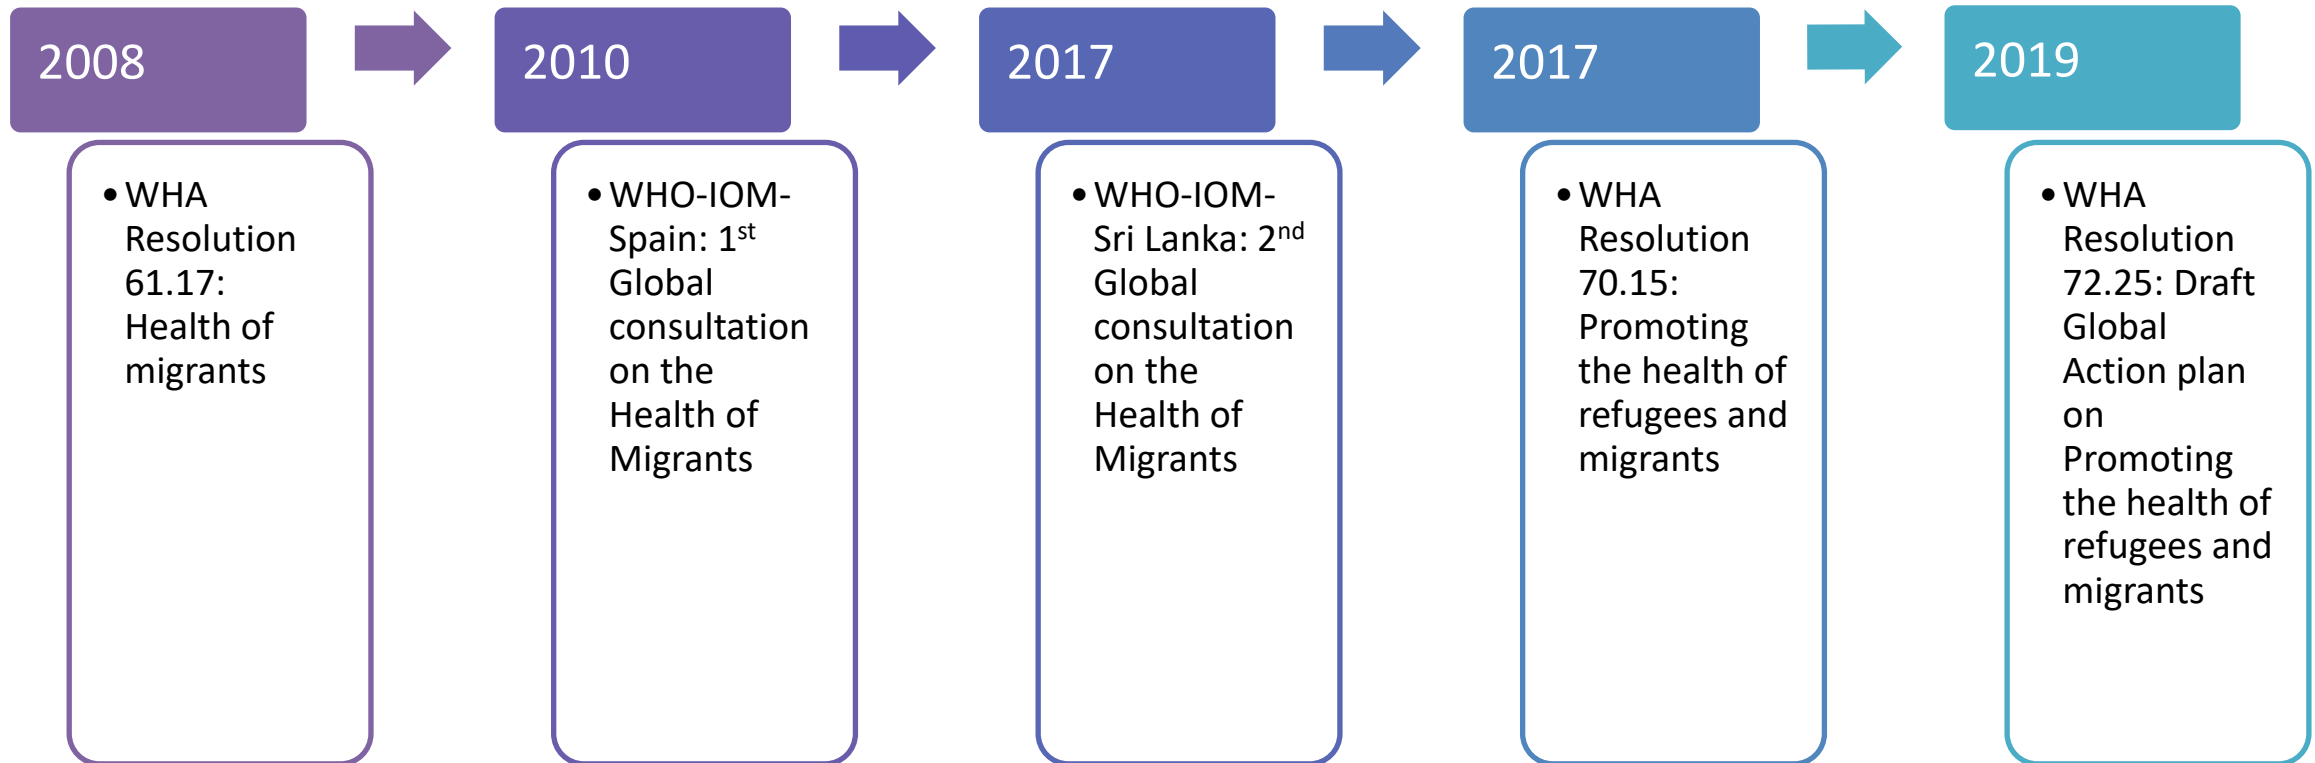 2008
• WHA
Resolution
61.17:
Health of
migrants
2010
• WHO-IOM-
Spain: 1st
Global
consultation
on the
Health of
Migrants
2017
• WHO-IOM-
Sri Lanka: 2nd
Global
consultation
on the
Health of
Migrants
2017
• WHA
Resolution
70.15:
Promoting
the health of
refugees and
migrants
2019
• WHA
Resolution
72.25: Draft
Global
Action plan
on
Promoting
the health of
refugees and
migrants